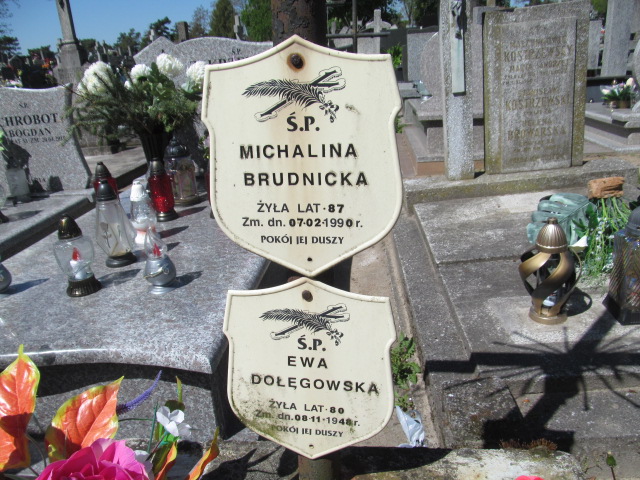 Ś.P.
MICHALINA
BRUDNICKA
ŻYŁA LAT·87
Zm. dn. 07·02·1990 r.
POKÓJ JEJ DUSZY
Ś.P.
EWA
DOŁĘGOWSKA
ŻYŁA LAT·80
Zm. dn. 08·11·1948 r.
POKÓJ JEJ DUSZY
CHROBOT
BOGDAN